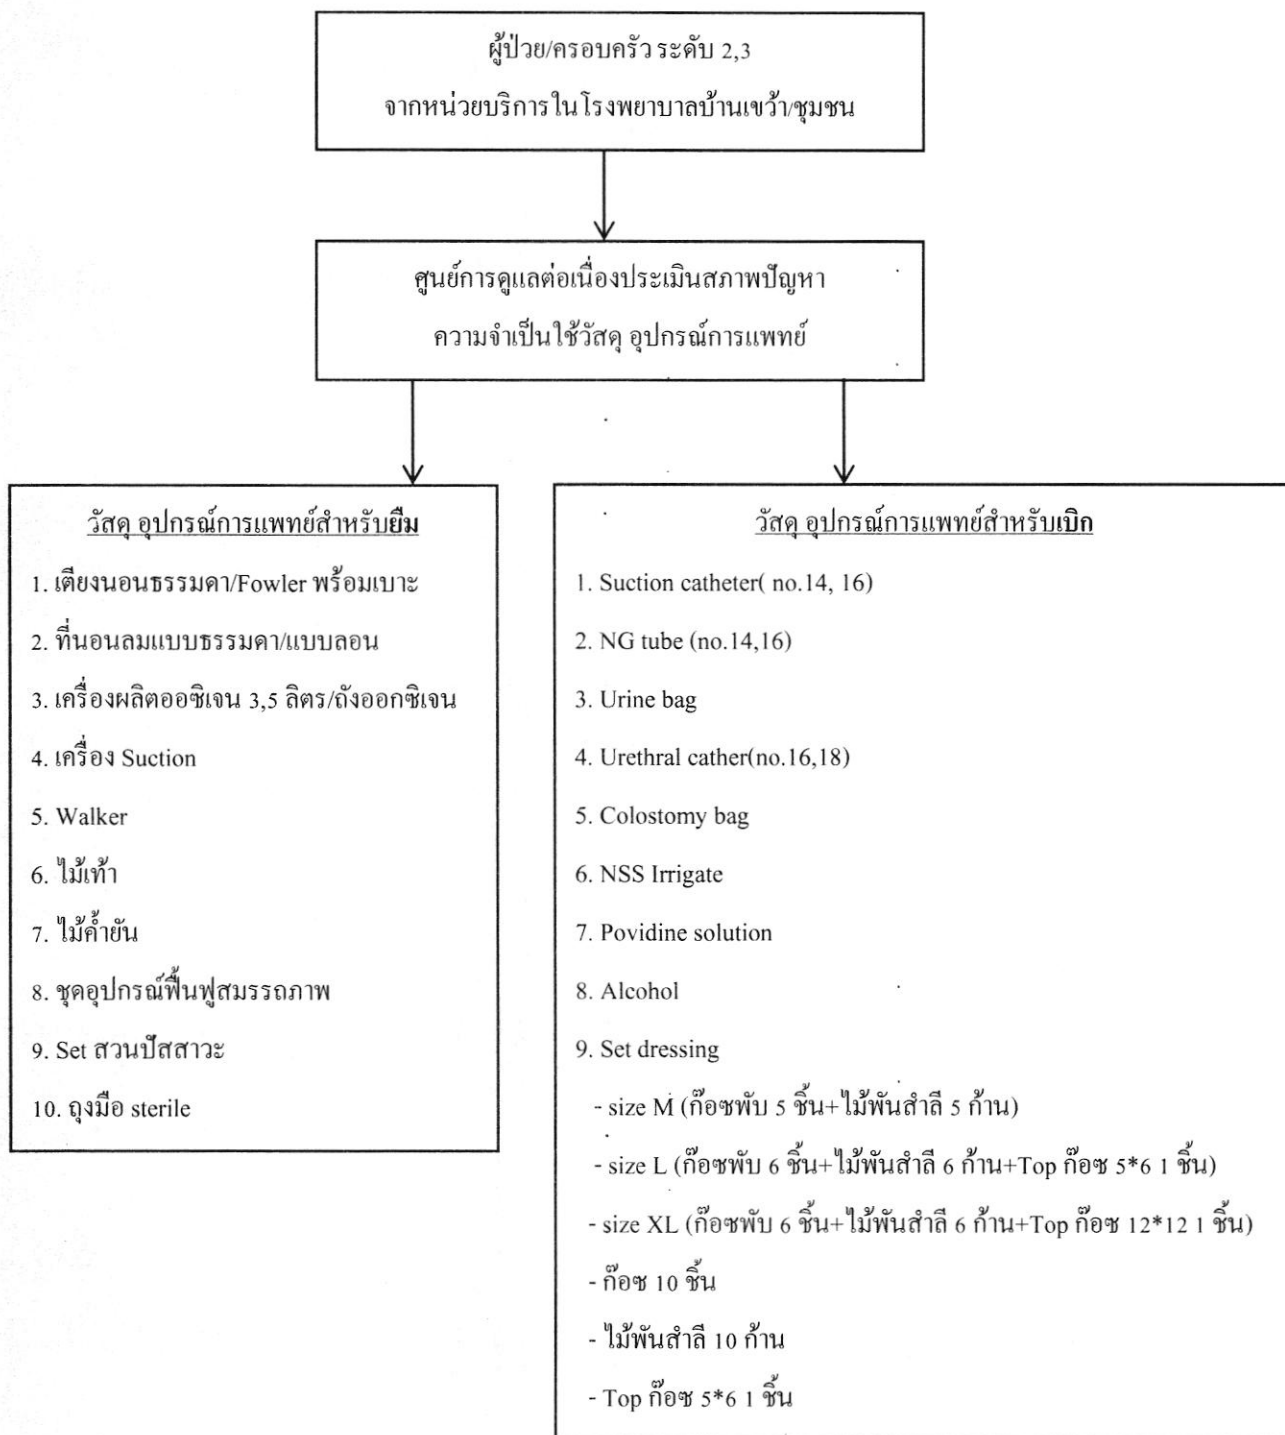 ผู้ป่วย/ครอบครัว ระดับ 2,3
จากหน่วยบริการในโรงพยาบาลบ้านเขว้า/ชุมชน
ศูนย์การดูแลต่อเนื่องประเมินสภาพปัญหา
ความจำเป็นใช้วัสดุ อุปกรณ์การแพทย์
วัสดุ อุปกรณ์การแพทย์สำหรับยืม
1. เตียงนอนธรรมดา/Fowler พร้อมเบาะ
2. ที่นอนลมแบบธรรมดา/แบบลอน
3. เครื่องผลิตออซิเจน 3,5 ลิตร/ถังออกซิเจน
4. เครื่อง Suction
5. Walker
6. ไม้เท้า
7. ไม้ค้ำยัน
8. ชุดอุปกรณ์ฟื้นฟูสมรรถภาพ
9. Set สวนปัสสาวะ
10. ถุงมือ sterile
วัสดุ อุปกรณ์การแพทย์สำหรับเบิก
1. Suction catheter( no.14, 16)
2. NG tube (no.14,16)
3. Urine bag
4. Urethral cather(no.16,18)
5. Colostomy bag
6. NSS Irrigate
7. Povidine solution
8. Alcohol
9. Set dressing
- size M (ก๊อซพับ 5 ชิ้น+ไม้พันสำลี 5 ก้าน)
- size L (ก๊อซพับ 6 ชิ้น+ไม้พันสำลี 6 ก้าน+Top ก๊อซ 5*6 1 ชิ้น)
- size XL (ก๊อซพับ 6 ชิ้น+ไม้พันสำลี 6 ก้าน+Top ก๊อซ 12*12 1 ชิ้น)
- ก๊อซ 10 ชิ้น
- ไม้พันสำลี 10 ก้าน
- Top ก๊อซ 5*6 1 ชิ้น